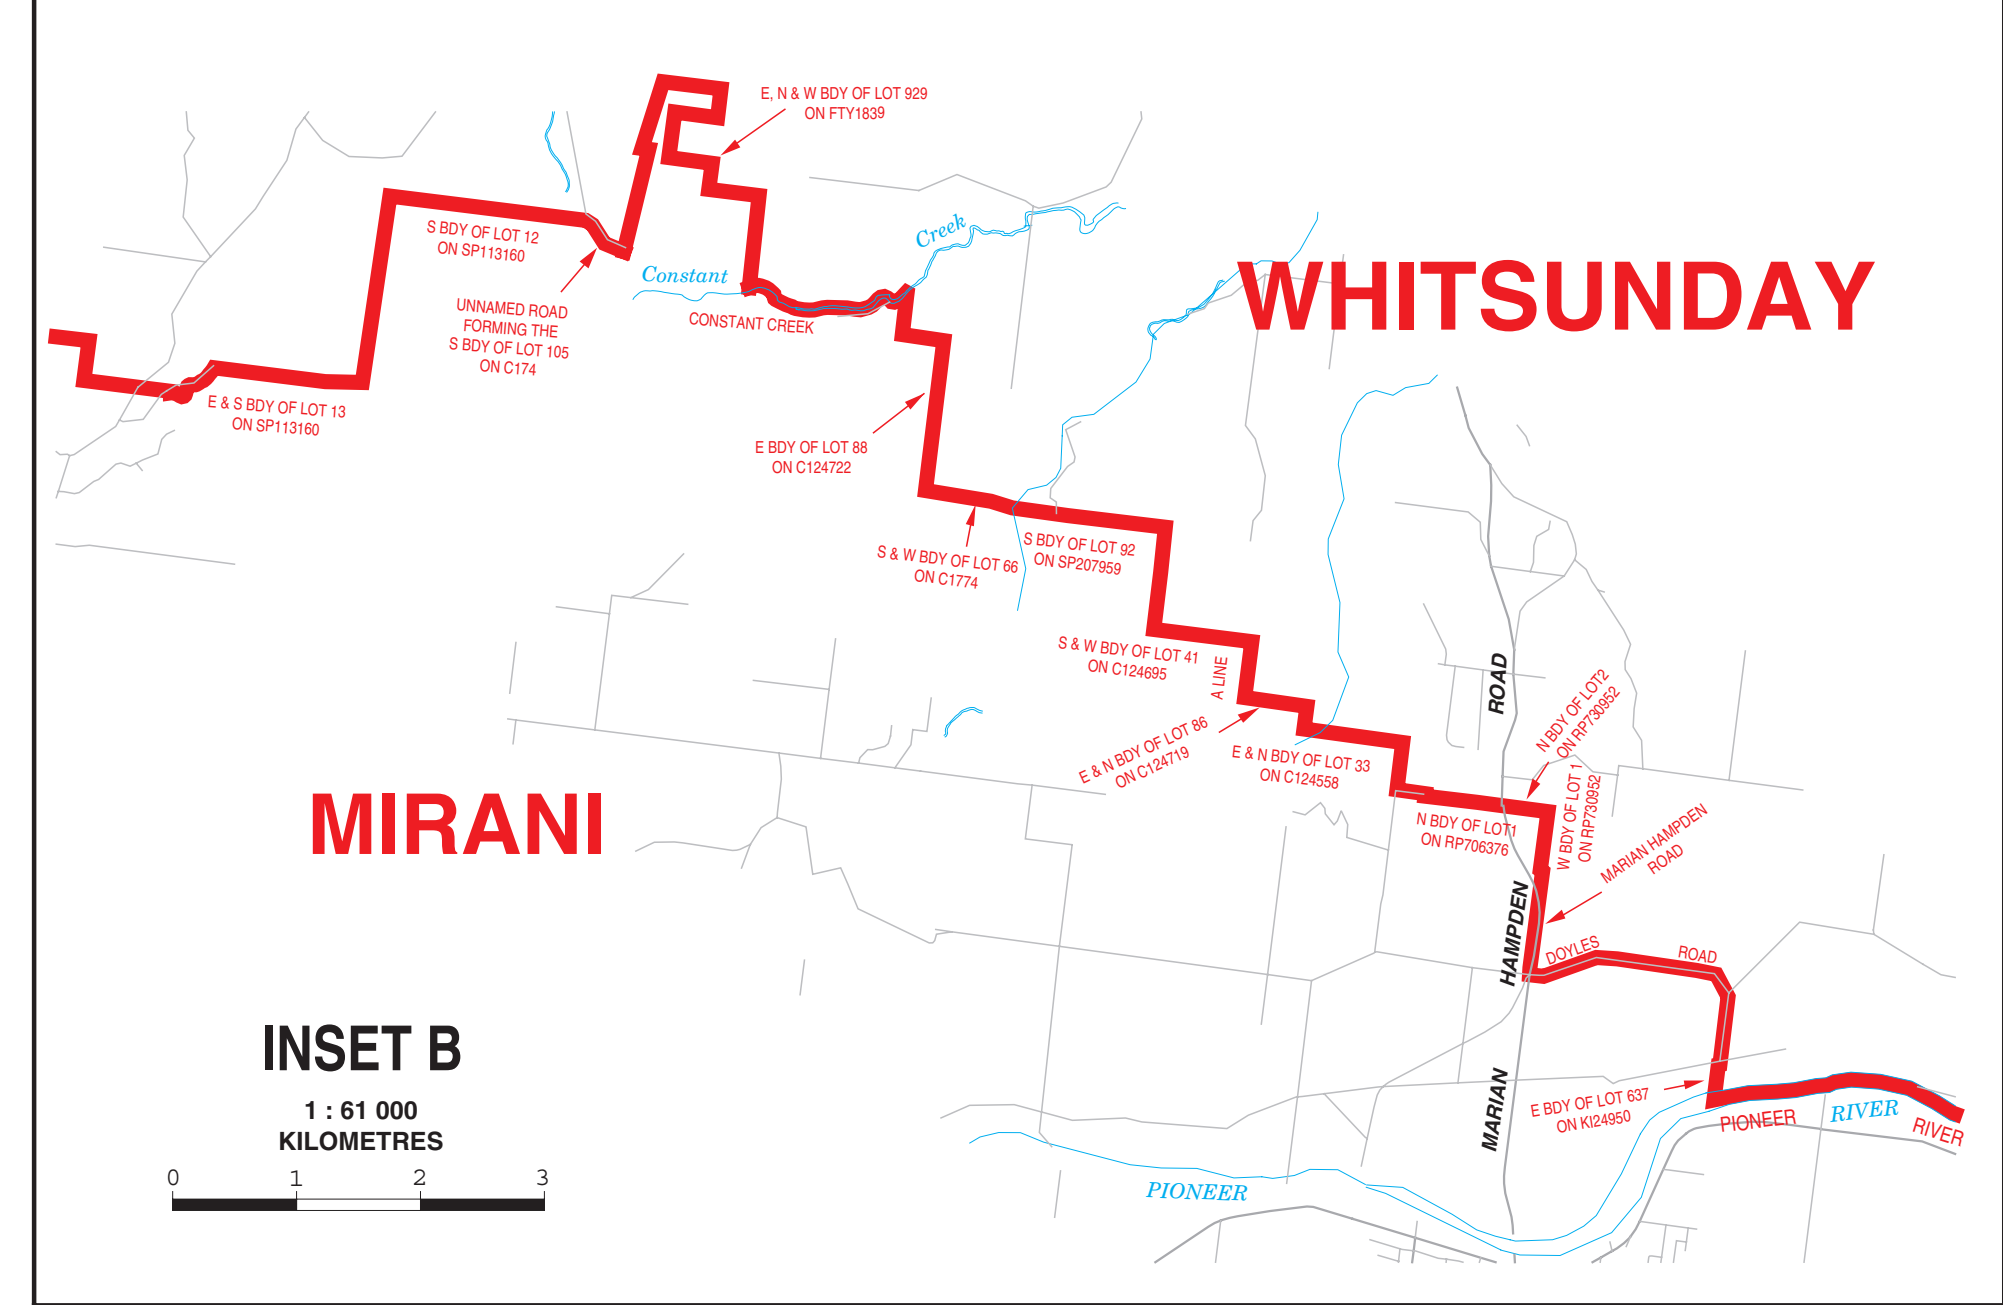 E, N & W BDY OF LOT 929
ON FTY1839
S BDY OF LOT 12
ON SP113160
Creek
Constant
WHITSUNDAY
UNNAMED ROAD
FORMING THE
S BDY OF LOT 105
ON C174
CONSTANT CREEK
E & S BDY OF LOT 13
ON SP113160
E BDY OF LOT 88
ON C124722
S & W BDY OF LOT 66
ON C1774
S BDY OF LOT 92
ON SP207959
S & W BDY OF LOT 41
ON C124695
A LINE
ROAD
N BDY OF LOT2
ON RP730952
E & N BDY OF LOT 86
ON C124719
E & N BDY OF LOT 33
ON C124558
MIRANI
N BDY OF LOT1
ON RP706376
W BDY OF LOT 1
ON RP730952
MARIAN HAMPDEN
ROAD
HAMPDEN
DOYLES
ROAD
INSET B
1 : 61 000
KILOMETRES
0 1 2 3
MARIAN
E BDY OF LOT 637
ON KI24950
PIONEER
RIVER
RIVER
PIONEER